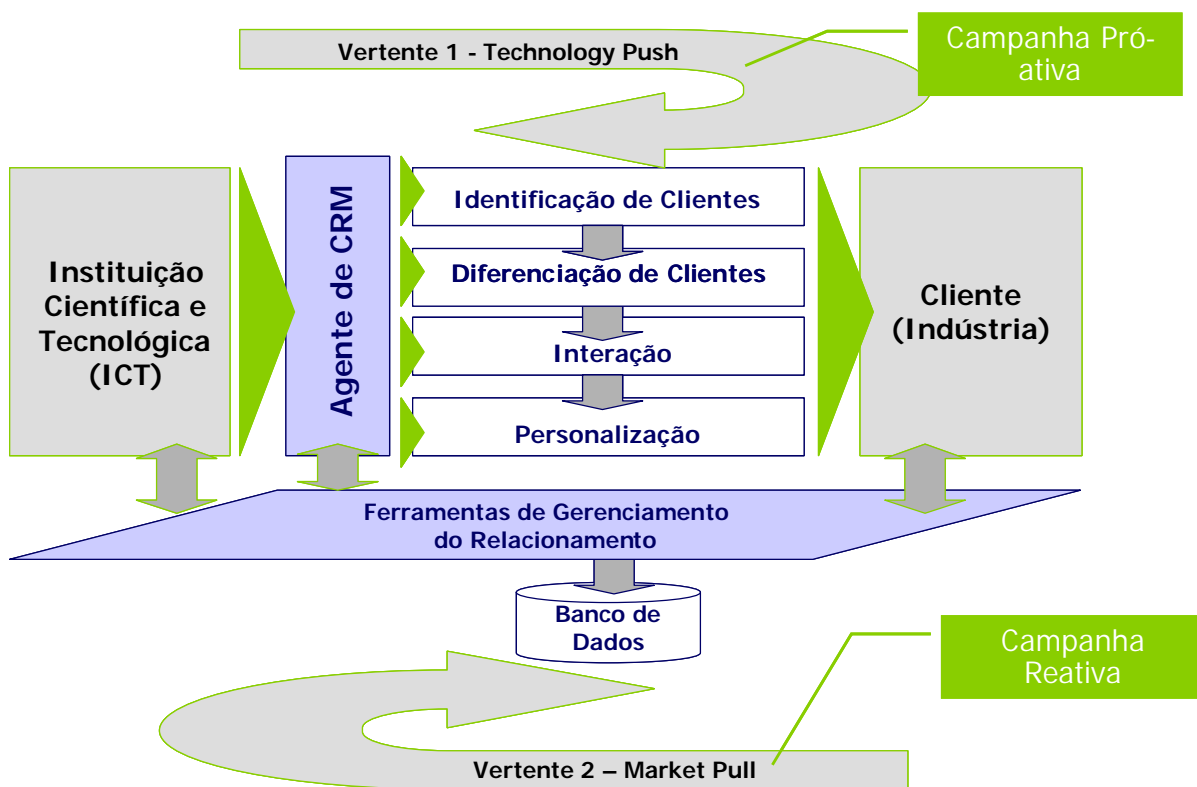 Vertente 1 - Technology Push
Campanha Pró-
ativa
Instituição
Científica e
Tecnológica
(ICT)
Agente de CRM
Identificação de Clientes
Diferenciação de Clientes
Interação
Personalização
Cliente
(Indústria)
Ferramentas de Gerenciamento
do Relacionamento
Banco de
Dados
Campanha
Reativa
Vertente 2 – Market Pull